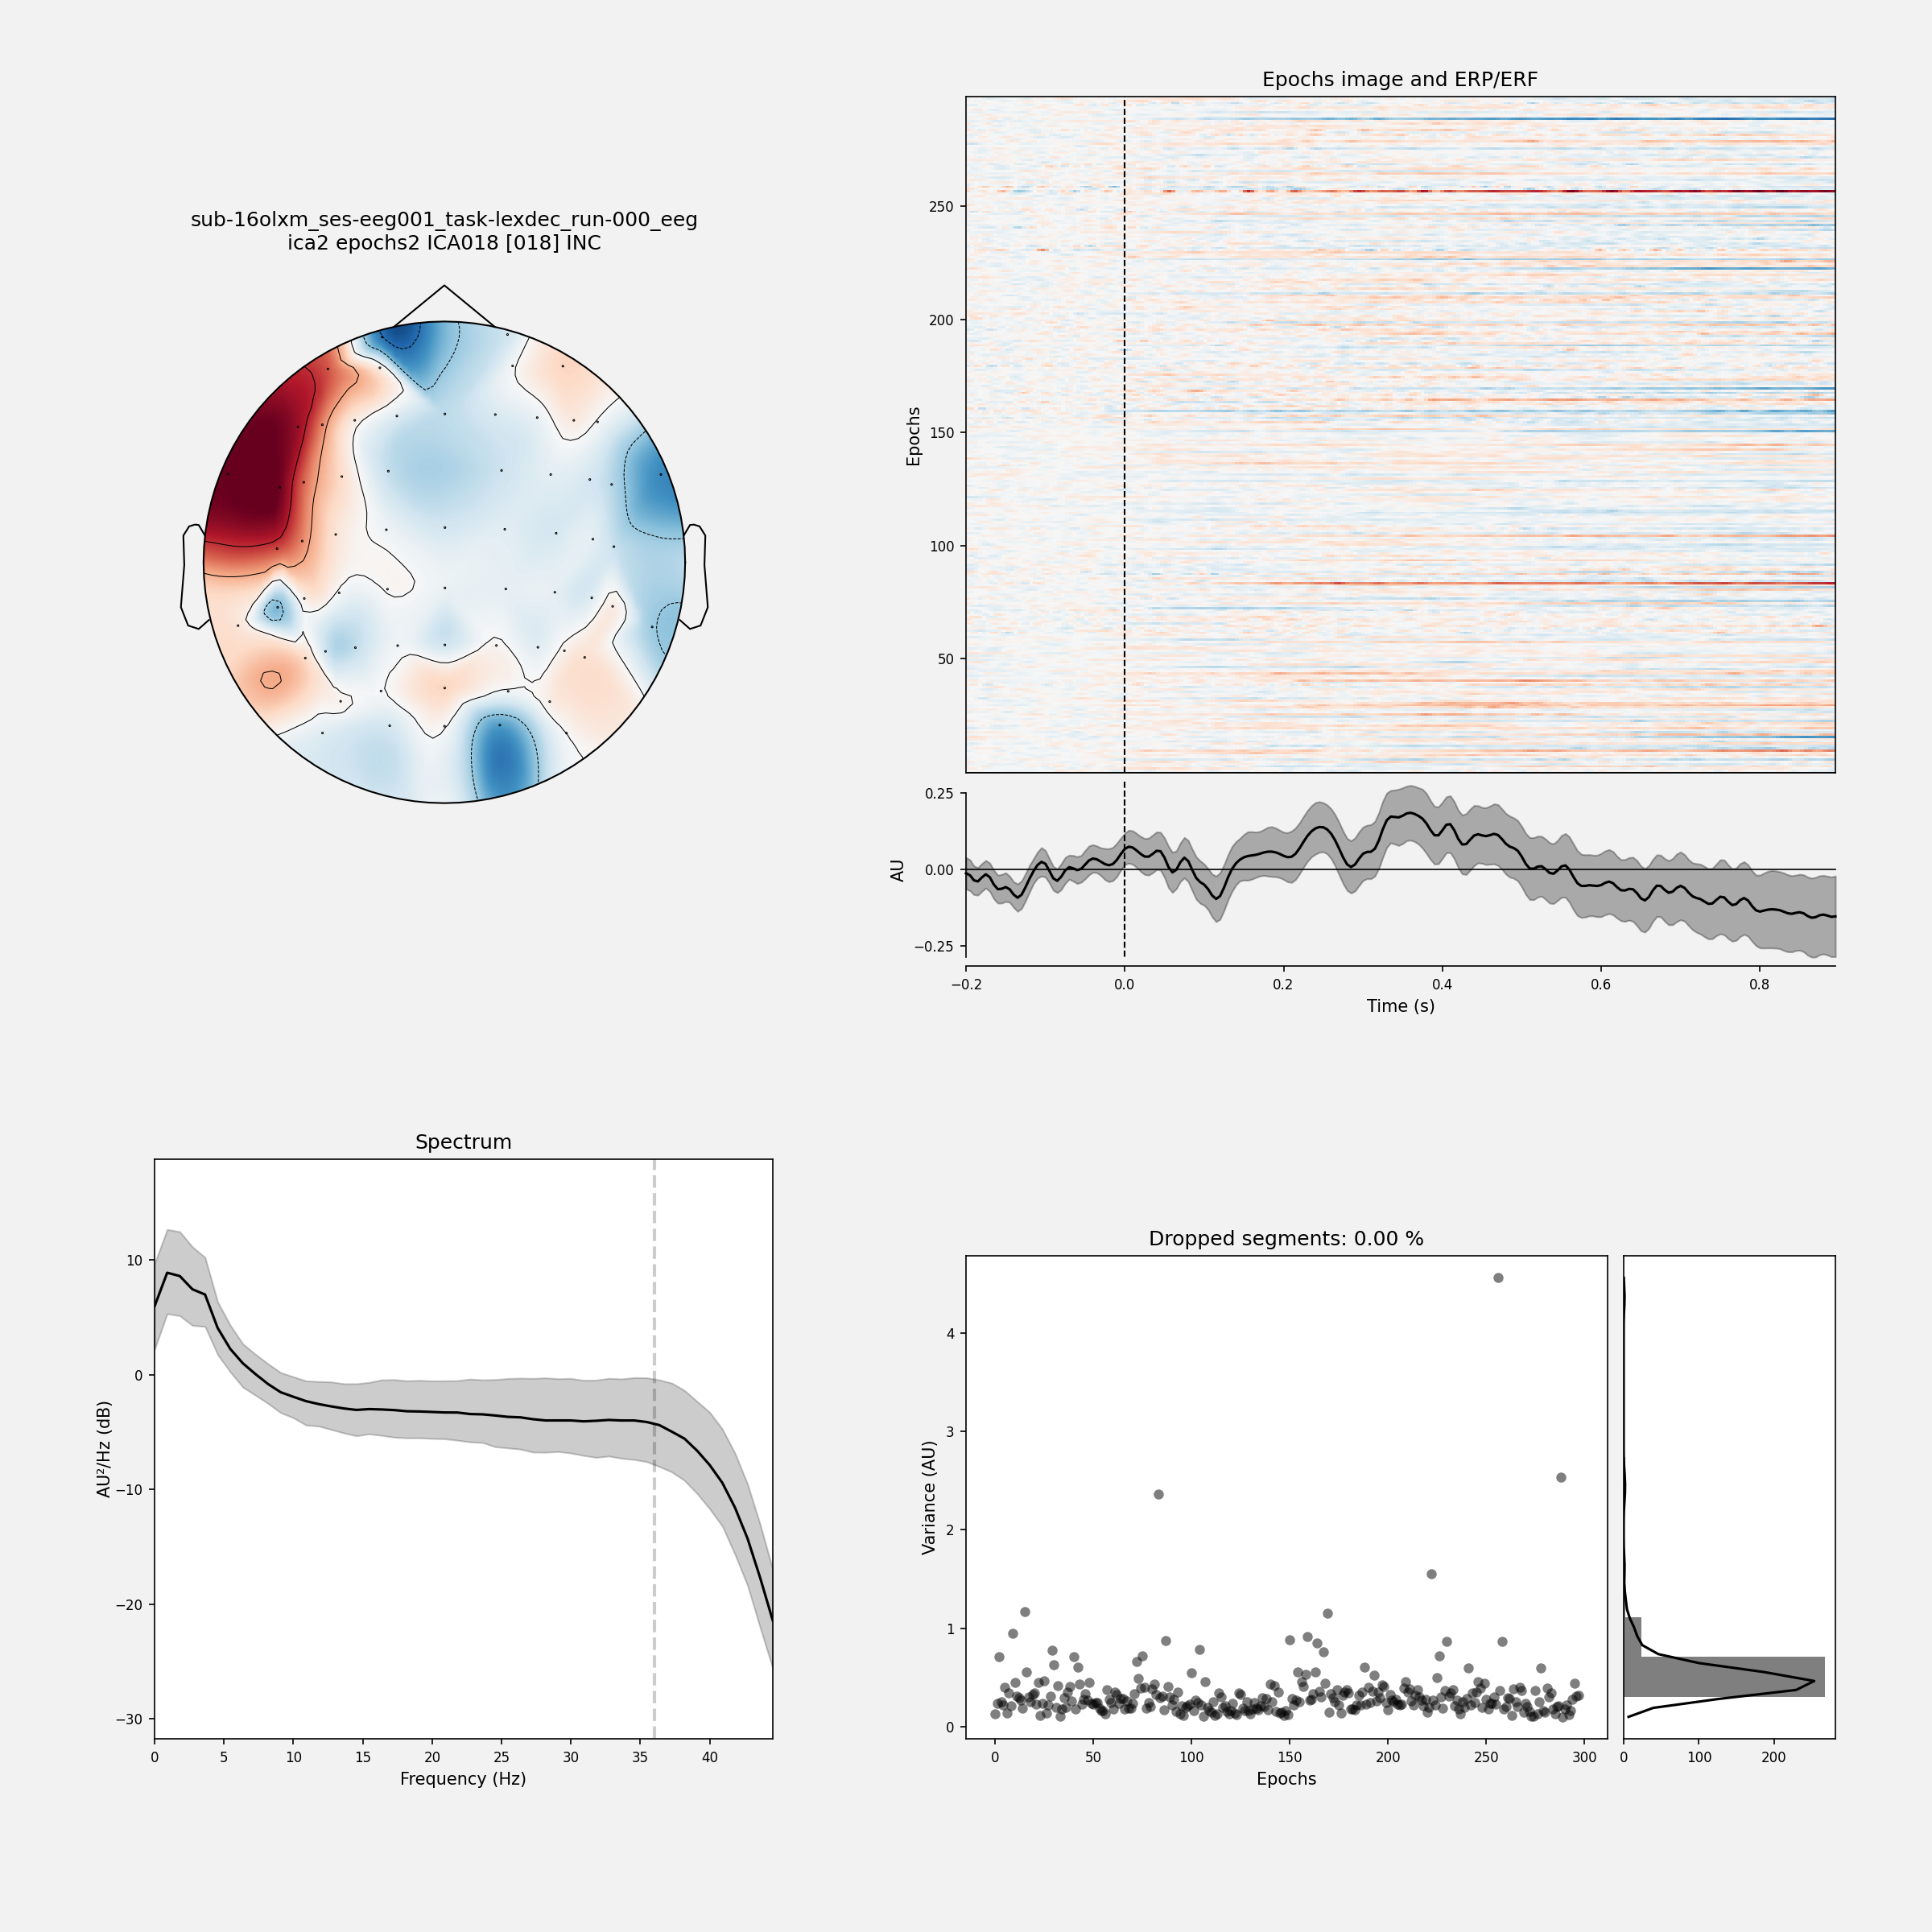 sub-16olxm_ses-eeg001_task-lexdec_run-000_eeg
ica2 epochs2 ICA018 [018] INC
Epochs image and ERP/ERF
Epochs
250
200
150
100
50
AU
0.25
0.00
−0.25
−0.2 0.0 0.2 0.4 0.6 0.8
Time (s)
Spectrum
AU²/Hz (dB)
10
0
−10
−20
−30
0 5 10 15 20 25 30 35 40
Frequency (Hz)
Dropped segments: 0.00 %
Variance (AU)
4
3
2
1
0
0 50 100 150 200 250 300
Epochs
0 100 200